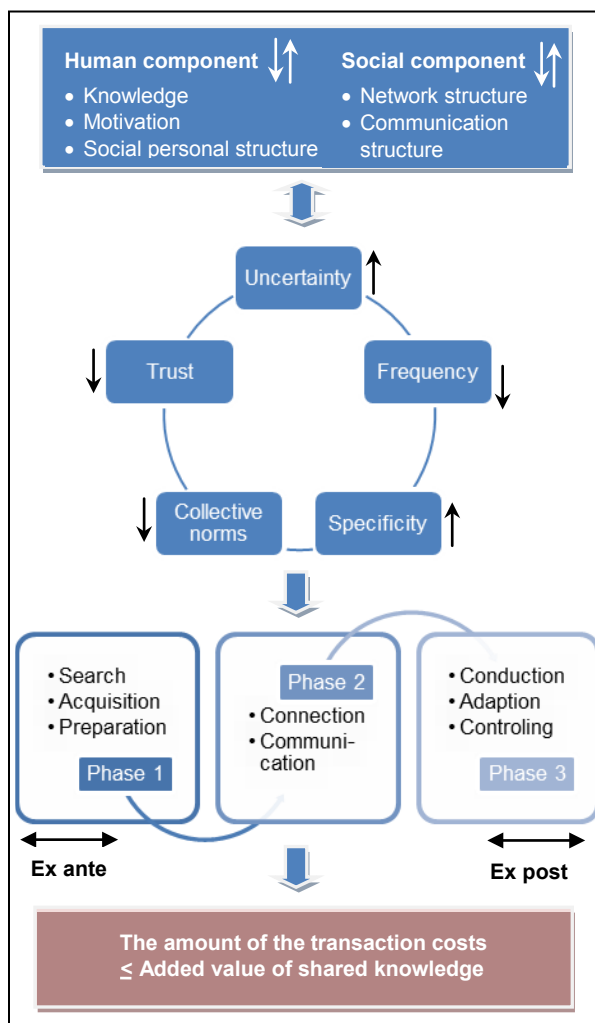 Human component
• Knowledge
• Motivation
• Social personal structure
Social component
• Network structure
• Communication
structure
Uncertainty
Trust
Frequency
Collective
norms
Specificity
• Search
• Acquisition
• Preparation
Phase 1
Phase 2
• Connection
• Communi-
cation
• Conduction
• Adaption
• Controling
Phase 3
Ex ante
Ex post
The amount of the transaction costs
≤ Added value of shared knowledge